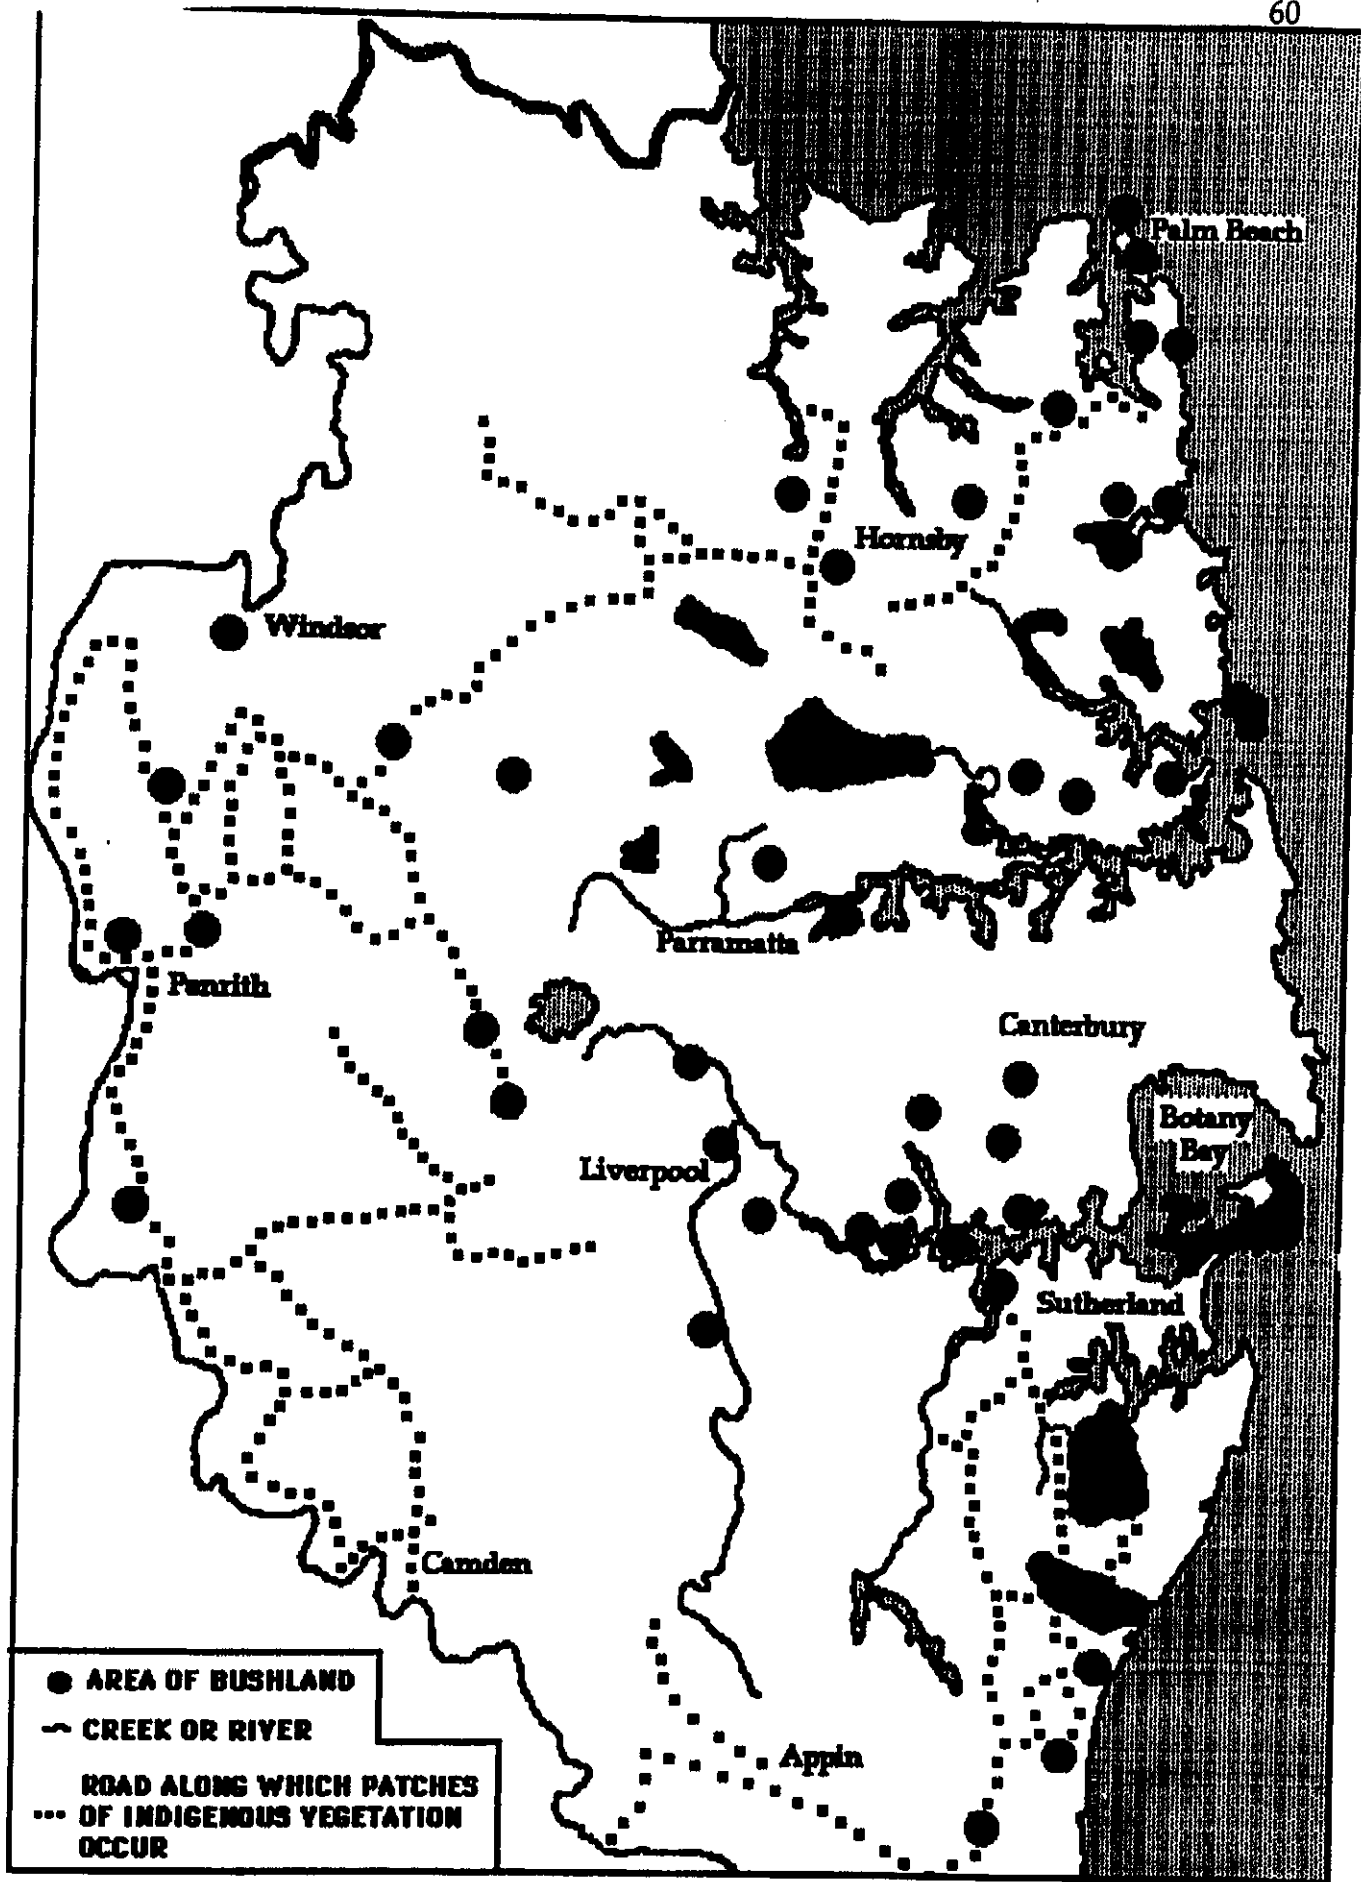 60
Palm Beach
Hornsby
Windsor
Parramatta
Penrith
Canterbury
Botany
Bay
Liverpool
Sutherland
Camden
AREA OF BUSHLAND
CREEK OR RIVER
Appin
ROAD ALONG WHICH PATCHES
OF INDIGENOUS VEGETATION
OCCUR